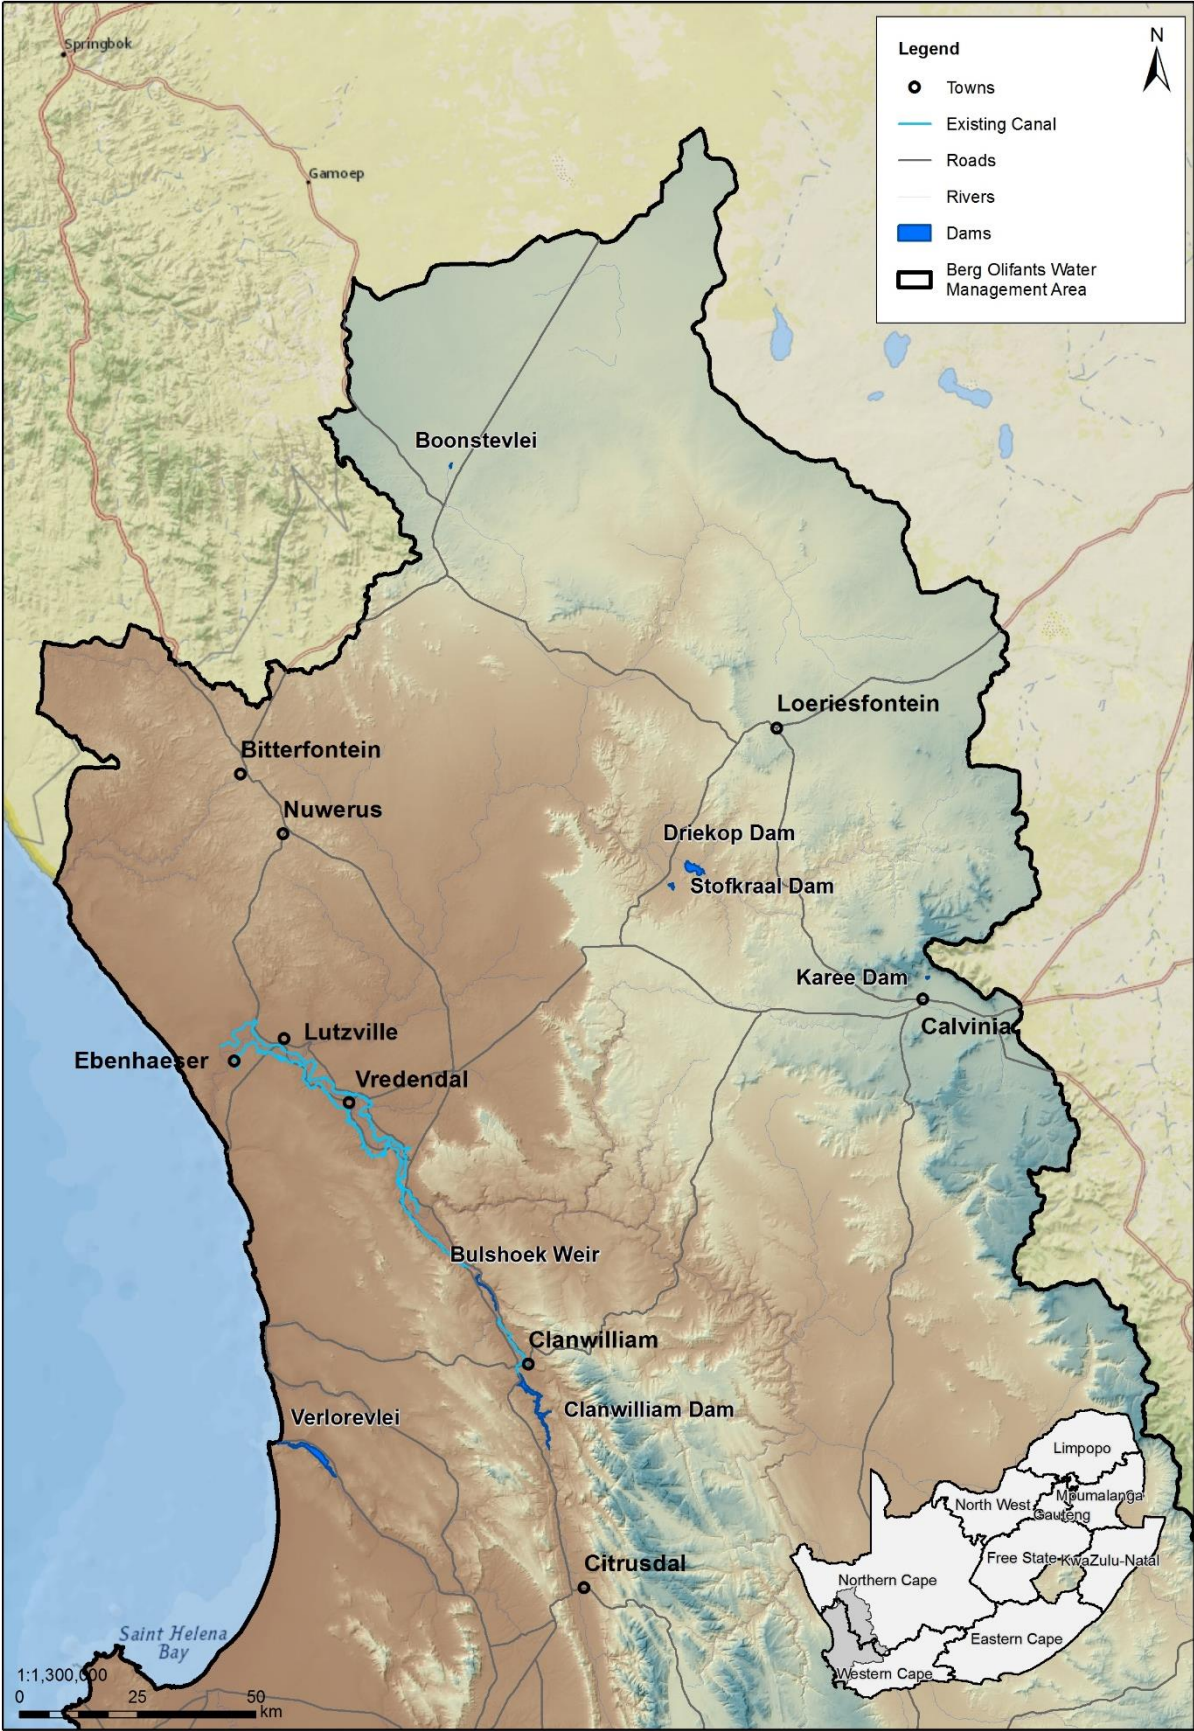 Springbok
Gamoep
Legend
N
Towns
Existing Canal
Roads
Rivers
Dams
Berg Olifants Water
Management Area
Boonstevlei
Loeriesfontein
Bitterfontein
Nuwerus
Driekop Dam
Stofkraal Dam
Karee Dam
Calvinia
Lutzville
Ebenhaeser
Vredendal
Bulshoek Weir
Clanwilliam
Clanwilliam Dam
Verlorevlei
Citrusdal
Saint Helena
Bay
1:1,300,000
0 25 50
km
Limpopo
North West
Mpumalanga
Gauteng
Free State
KwaZulu-Natal
Northern Cape
Eastern Cape
Western Cape